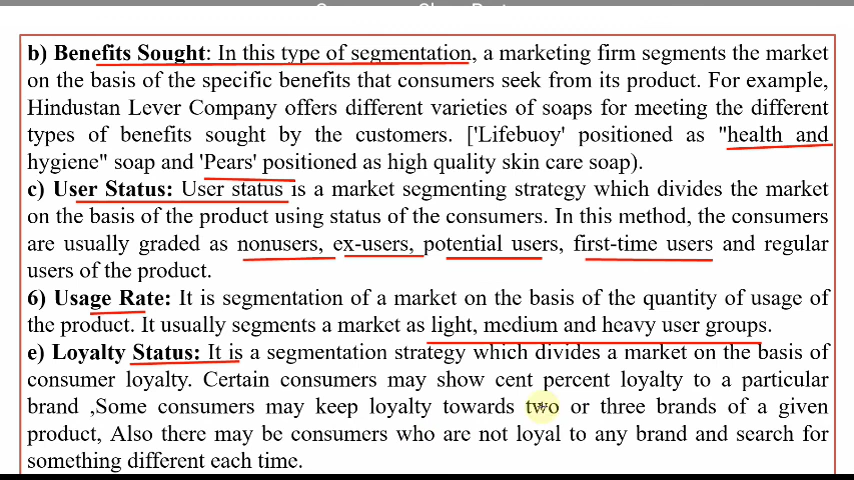 b) Benefits Sought: In this type of segmentation, a marketing firm segments the market
on the basis of the specific benefits that consumers seek from its product. For example,
Hindustan Lever Company offers different varieties of soaps for meeting the different
types of benefits sought by the customers. ['Lifebuoy' positioned as "health and
hygiene" soap and 'Pears' positioned as high quality skin care soap).
c) User Status: User status is a market segmenting strategy which divides the market
on the basis of the product using status of the consumers. In this method, the consumers
are usually graded as nonusers, ex-users, potential users, first-time users and regular
users of the product.
6) Usage Rate: It is segmentation of a market on the basis of the quantity of usage of
the product. It usually segments a market as light, medium and heavy user groups.
e) Loyalty Status: It is a segmentation strategy which divides a market on the basis of
consumer loyalty. Certain consumers may show cent percent loyalty to a particular
brand ,Some consumers may keep loyalty towards two or three brands of a given
product, Also there may be consumers who are not loyal to any brand and search for
something different each time.